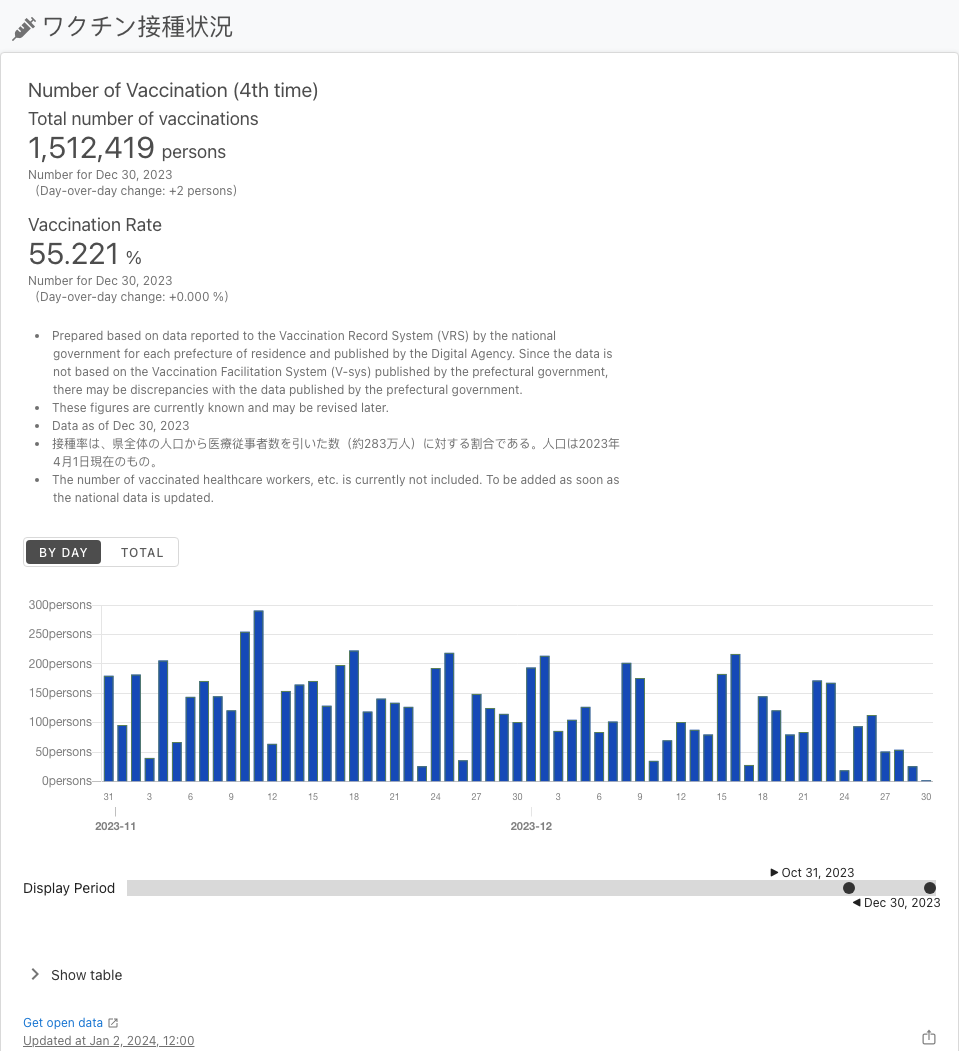 ワクチン接種状況
Number of Vaccination (4th time)
Total number of vaccinations
1,512,419 persons
Number for Dec 30, 2023
(Day-over-day change: +2 persons)
Vaccination Rate
55.221 %
Number for Dec 30, 2023
(Day-over-day change: +0.000 %)
• Prepared based on data reported to the Vaccination Record System (VRS) by the national
government for each prefecture of residence and published by the Digital Agency. Since the data is
not based on the Vaccination Facilitation System (V-sys) published by the prefectural government,
there may be discrepancies with the data published by the prefectural government.
• These figures are currently known and may be revised later.
• Data as of Dec 30, 2023
• 接種率は、県全体の人口から医療従事者数を引いた数（約283万人）に対する割合である。人口は2023年
4月1日現在のもの。
• The number of vaccinated healthcare workers, etc. is currently not included. To be added as soon as
the national data is updated.
BY DAY TOTAL
300persons
250persons
200persons
150persons
100persons
50persons
0persons
31 3 6 9 12 15 18 21 24 27 30 3 6 9 12 15 18 21 24 27 30
2023-11 2023-12
Oct 31, 2023
Display Period
Dec 30, 2023
Show table
Get open data
Updated at Jan 2, 2024, 12:00